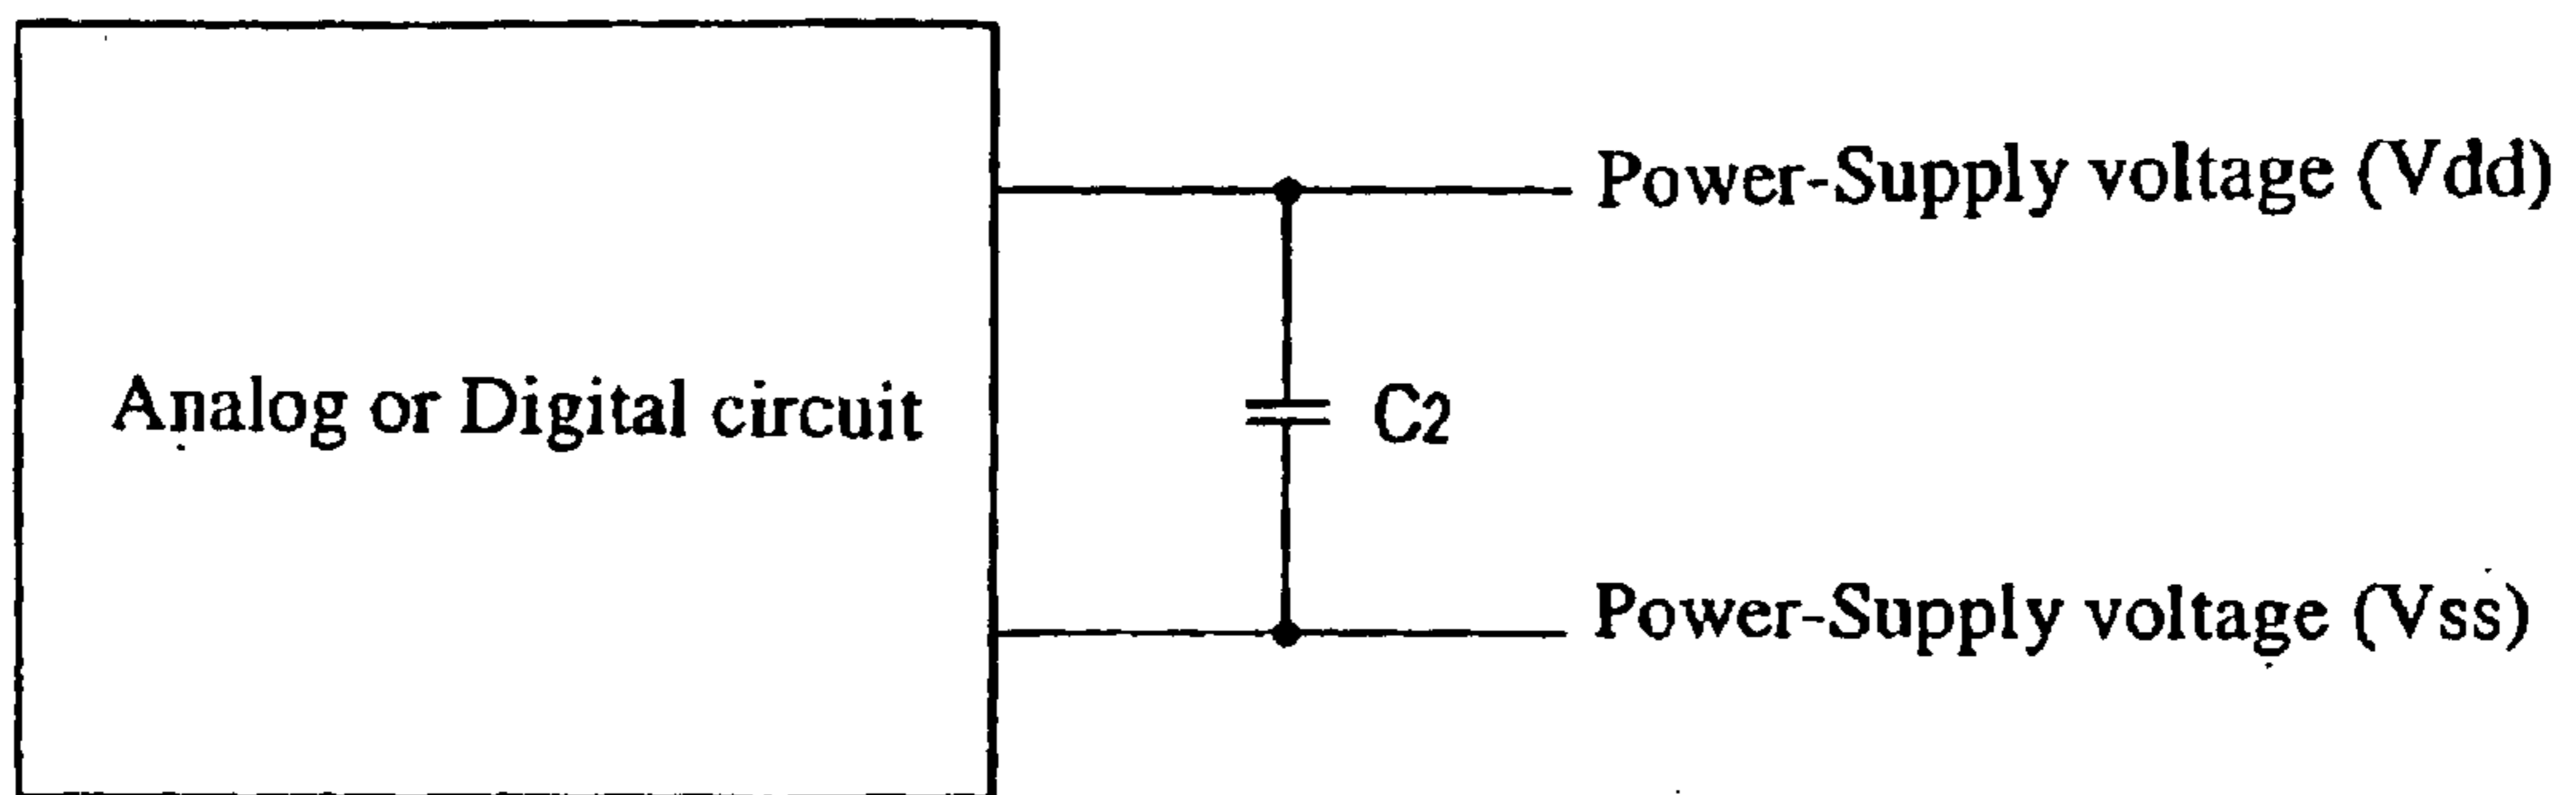 Power-Supply voltage (Vdd)
Analog or Digital circuit
C2
Power-Supply voltage (Vss)